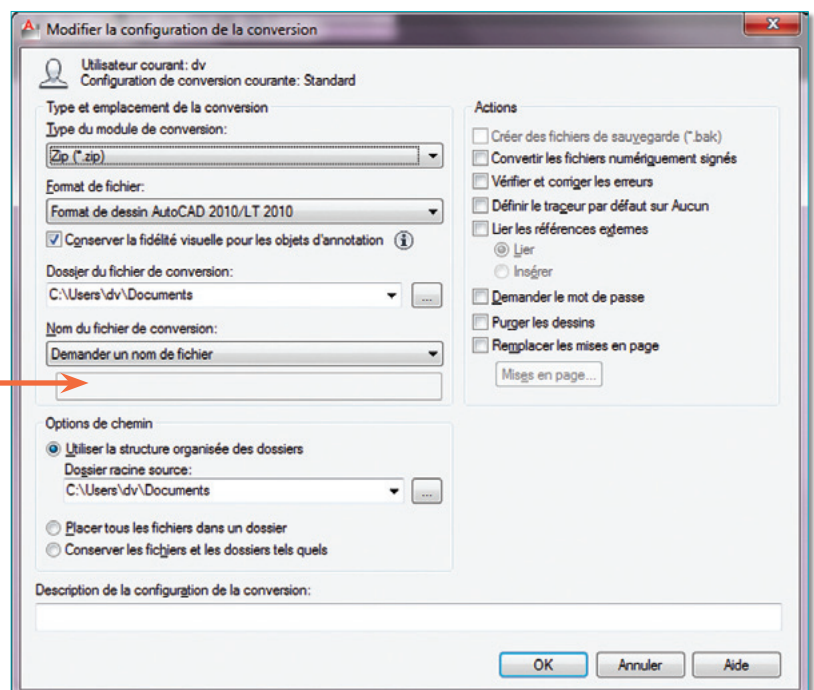 Modifier la configuration de la conversion
Utilisateur courant: dv
Configuration de conversion courante: Standard
Type et emplacement de la conversion
Type du module de conversion:
Zip (*.zip)
Format de fichier:
Format de dessin AutoCAD 2010/LT 2010
Conserver la fidélité visuelle pour les objets d'annotation
Dossier du fichier de conversion:
C:\Users\dv\Documents
...
Nom du fichier de conversion:
Demander un nom de fichier
Options de chemin
Utiliser la structure organisée des dossiers
Dossier racine source:
C:\Users\dv\Documents
...
Placer tous les fichiers dans un dossier
Conserver les fichiers et les dossiers tels quels
Actions
Créer des fichiers de sauvegarde (*.bak)
Convertir les fichiers numériquement signés
Vérifier et corriger les erreurs
Définir le traceur par défaut sur Aucun
Lier les références externes
Lier
Insérer
Demander le mot de passe
Purger les dessins
Remplacer les mises en page
Mises en page...
Description de la configuration de la conversion:
OK Annuler Aide